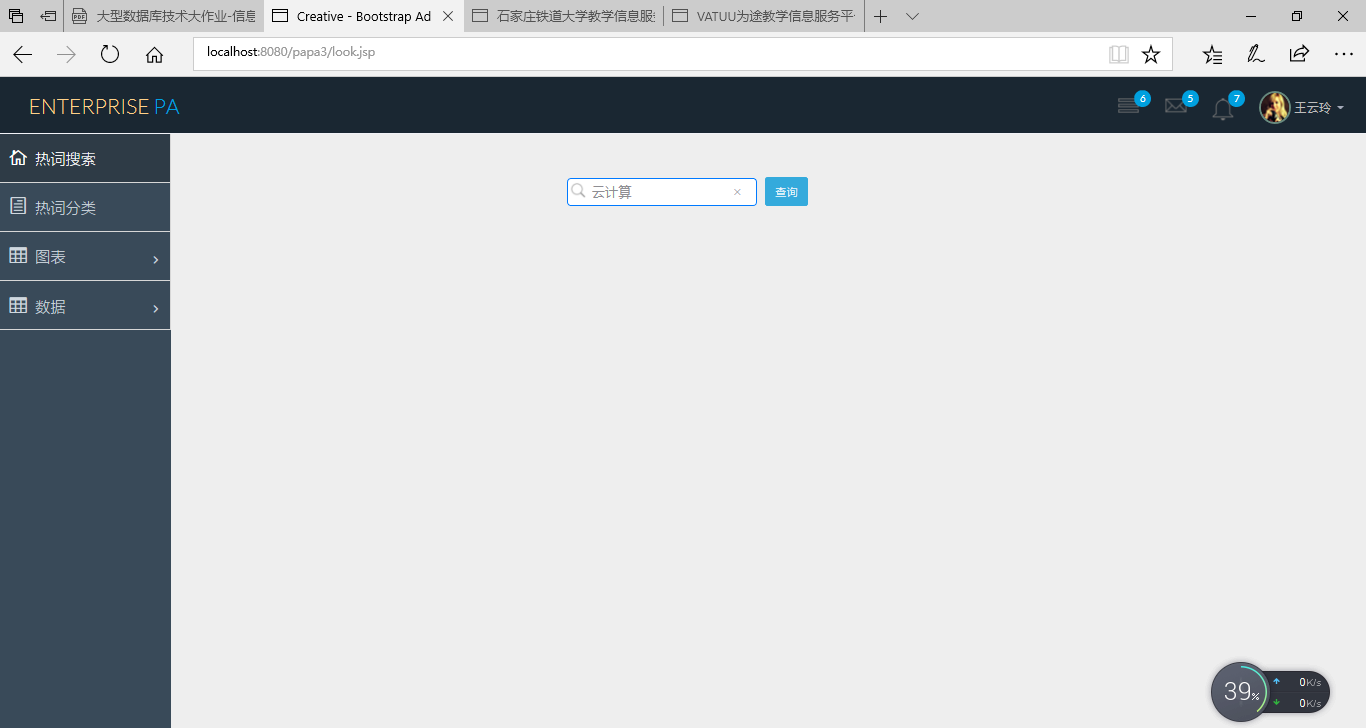 大型数据库技术大作业-信息
Creative - Bootstrap Ad
石家庄铁道大学教学信息服
VATUU为途教学信息服务平
localhost:8080/papa3/look.jsp
ENTERPRISE PA
6
5
7
王云玲
热词搜索
热词分类
图表
数据
云计算
查询
39%
0K/s
0K/s